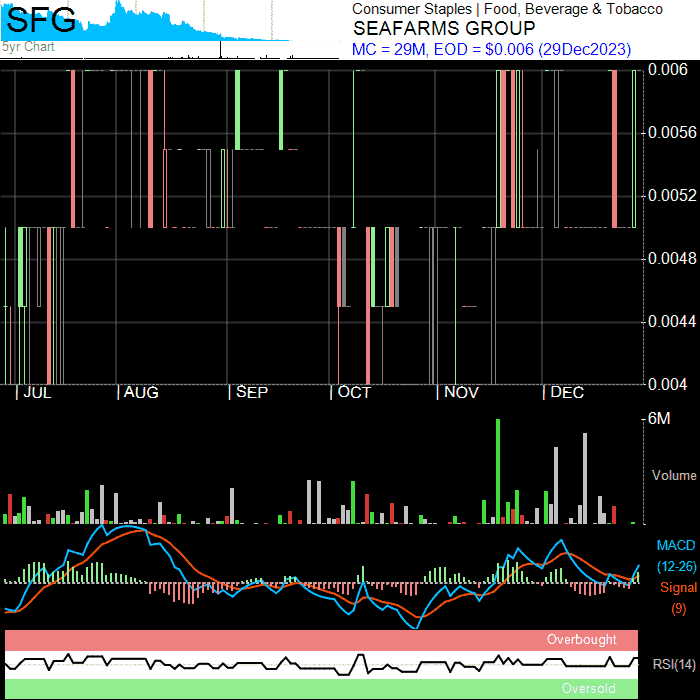 SFG
5yr Chart
Consumer Staples | Food, Beverage & Tobacco
SEAFARMS GROUP
MC = 29M, EOD = $0.006 (29Dec2023)
0.006
0.0056
0.0052
0.0048
0.0044
0.004
| JUL | AUG | SEP | OCT | NOV | DEC
6M
Volume
MACD
(12-26)
Signal
(9)
Overbought
RSI(14)
Oversold